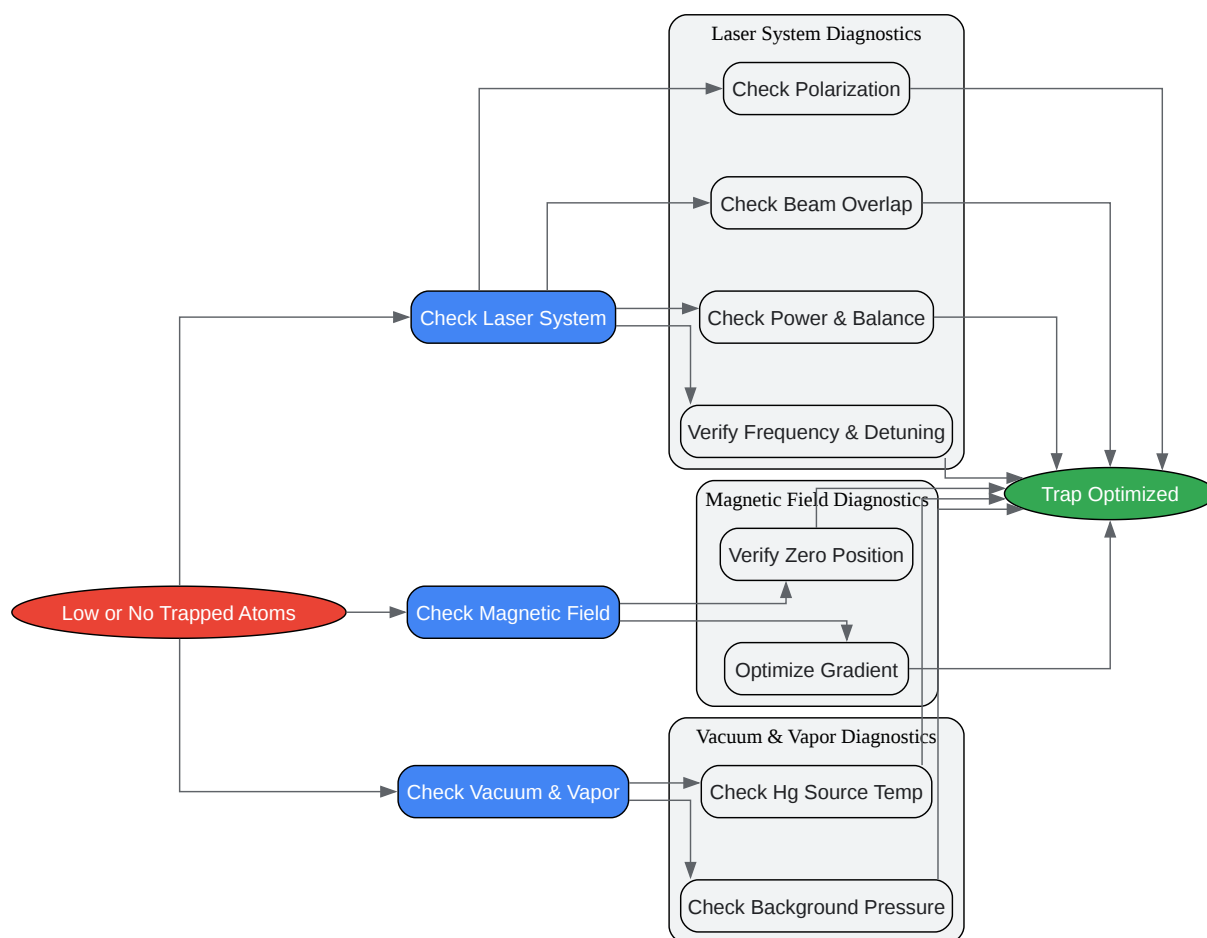 Laser System Diagnostics
Check Polarization
Check Beam Overlap
Check Laser System
Check Power & Balance
Verify Frequency & Detuning
Trap Optimized
Magnetic Field Diagnostics
Verify Zero Position
Low or No Trapped Atoms
Check Magnetic Field
Optimize Gradient
Vacuum & Vapor Diagnostics
Check Vacuum & Vapor
Check Hg Source Temp
Check Background Pressure